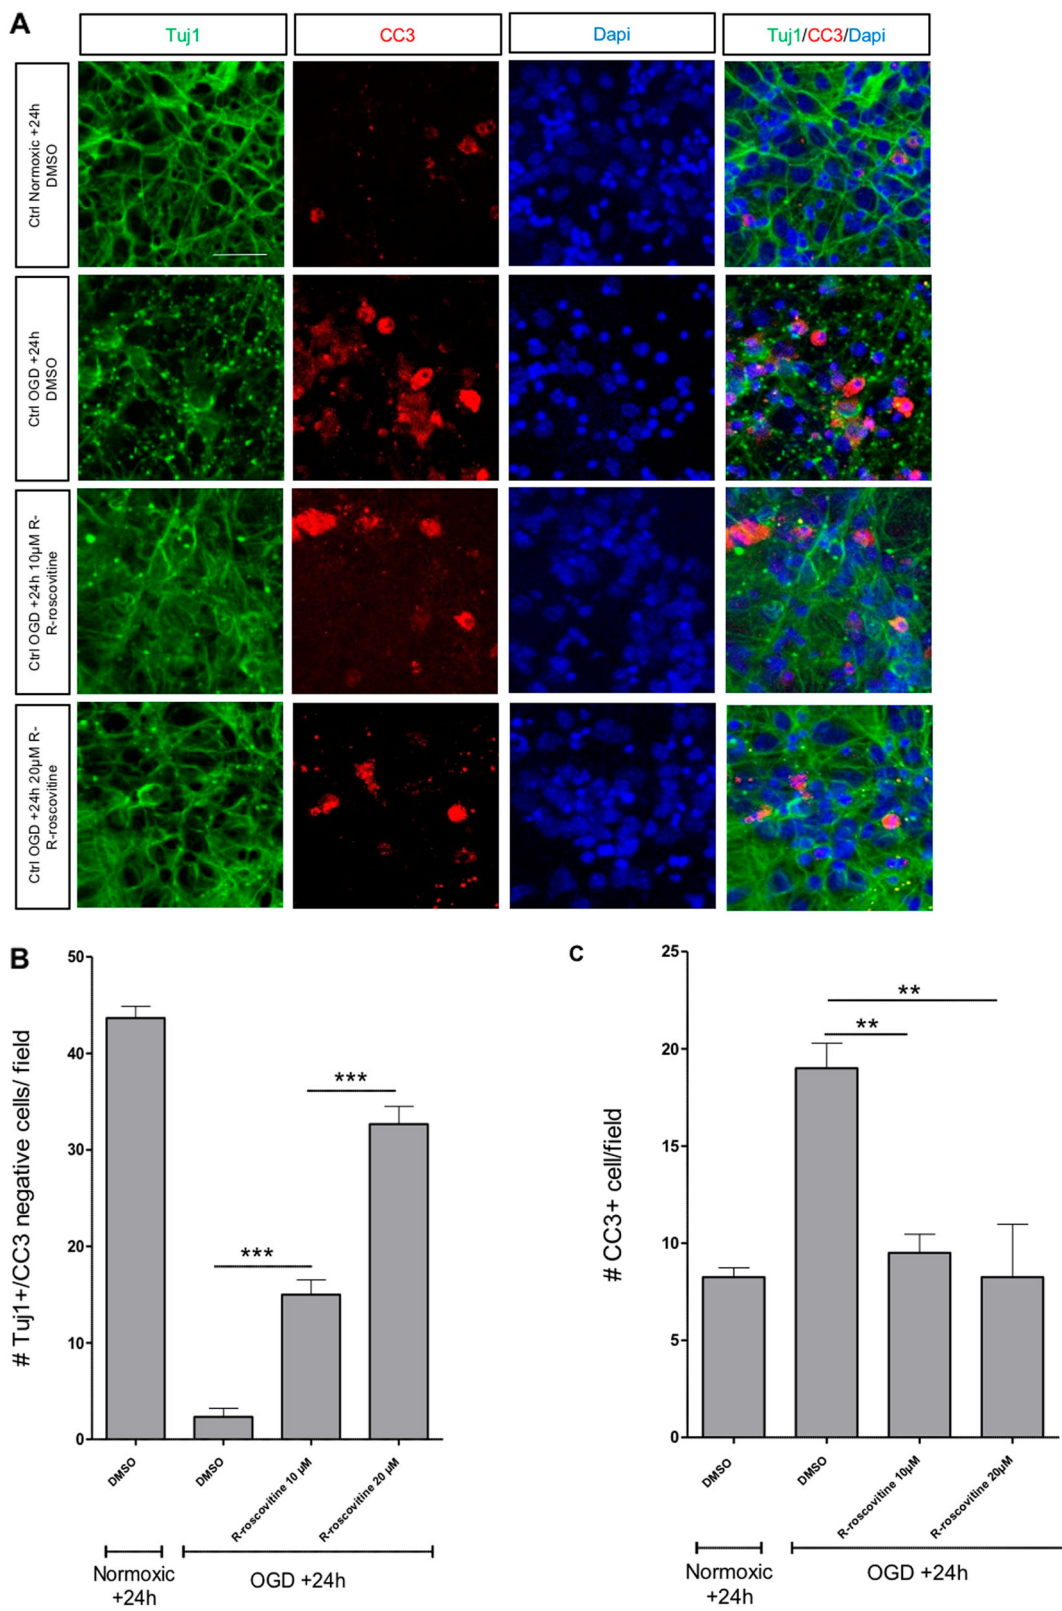 A
Tuj1
CC3
Dapi
Tuj1/CC3/Dapi
Ctrl Normoxic +24h
DMSO
Ctrl OGD +24h
DMSO
Ctrl OGD +24h 10µM R-
R-roscovitine
Ctrl OGD +24h 20µM R-
R-roscovitine
B
# Tuj1+/CC3 negative cells/ field
50
40
30
20
10
0
***
***
DMSO
DMSO
R-roscovitine 10 µM
R-roscovitine 20 µM
Normoxic
+24h
OGD +24h
C
# CC3+ cell/field
25
20
15
10
5
0
**
**
DMSO
DMSO
R-roscovitine 10µM
R-roscovitine 20µM
Normoxic
+24h
OGD +24h